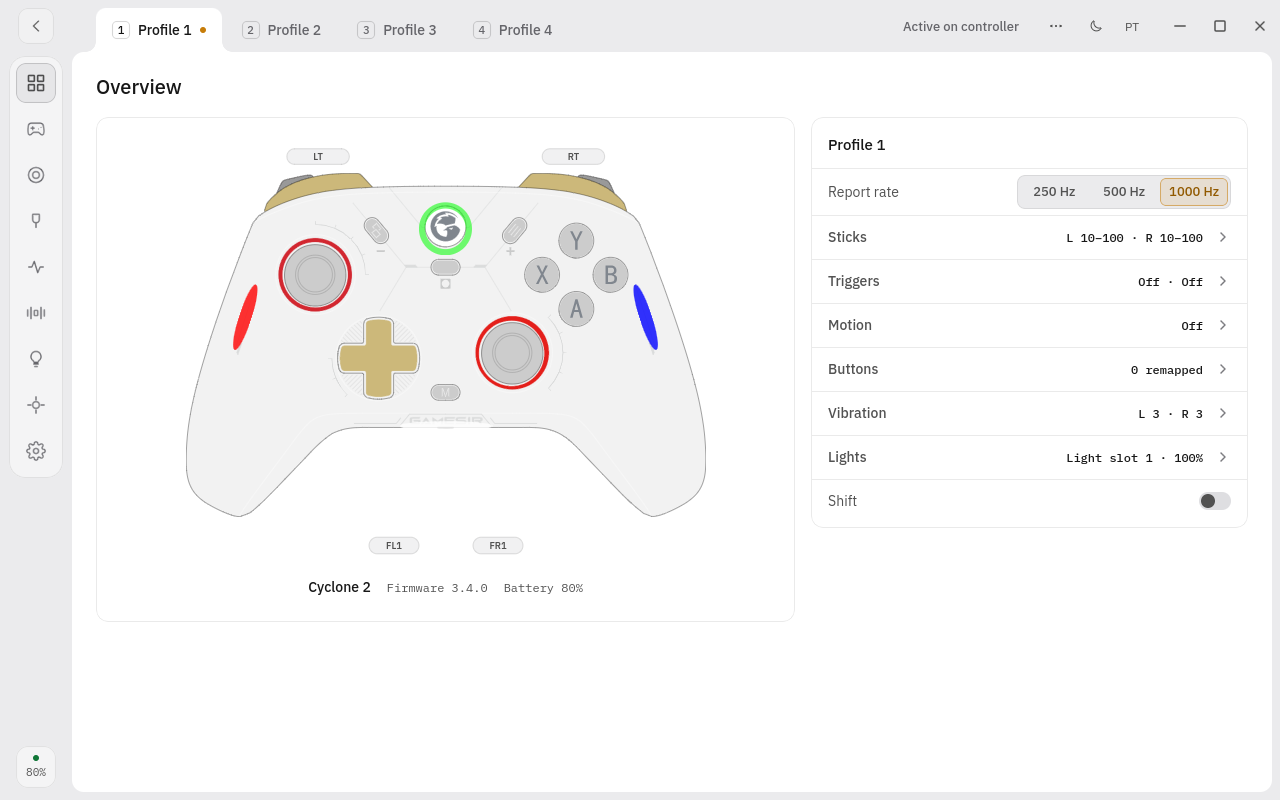 1 Profile 1
2 Profile 2
3 Profile 3
4 Profile 4
Active on controller
PT
Overview
LT
RT
Y
X
B
A
M
GAMESIR
FL1
FR1
Cyclone 2 Firmware 3.4.0 Battery 80%
Profile 1
Report rate 250 Hz 500 Hz 1000 Hz
Sticks L 10–100 · R 10–100
Triggers Off · Off
Motion Off
Buttons 0 remapped
Vibration L 3 · R 3
Lights Light slot 1 · 100%
Shift
80%